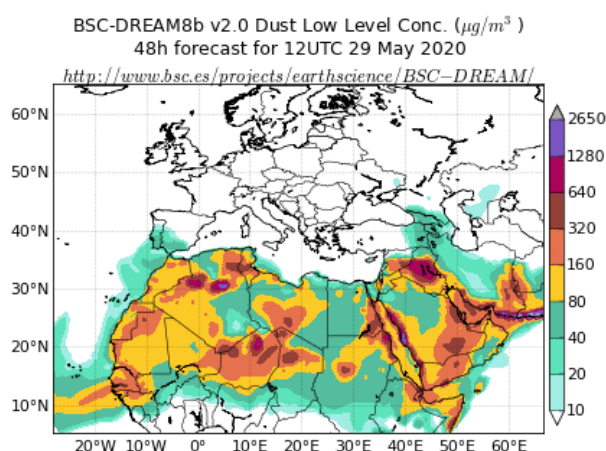 BSC-DREAM8b v2.0 Dust Low Level Conc. (μg/m³ )
48h forecast for 12UTC 29 May 2020
http://www.bsc.es/projects/earthscience/BSC−DREAM/
60°N
50°N
40°N
30°N
20°N
10°N
20°W 10°W 0° 10°E 20°E 30°E 40°E 50°E 60°E
2650
1280
640
320
160
80
40
20
10